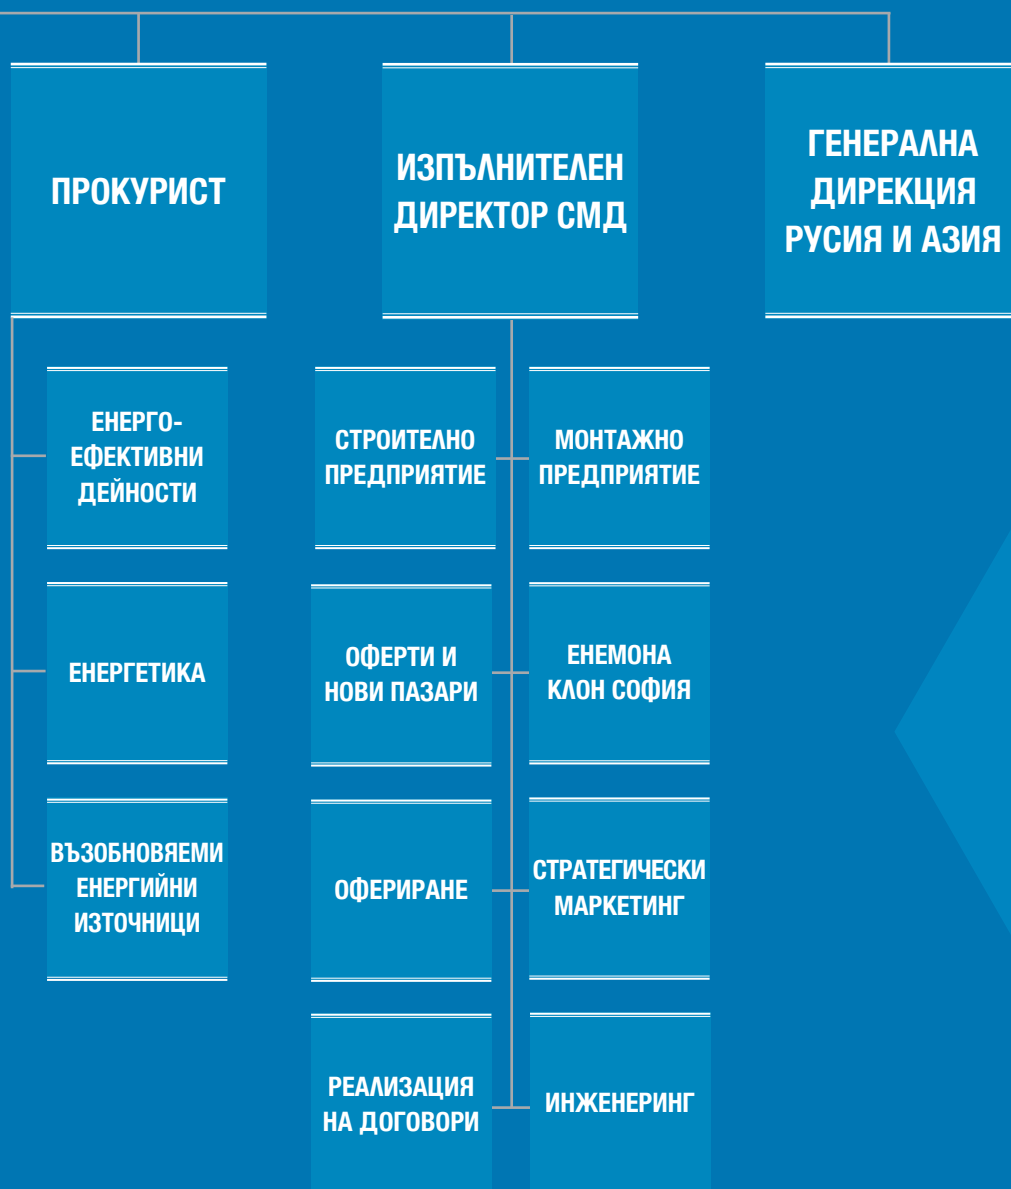 ПРОКУРИСТ
ИЗПЪЛНИТЕЛЕН
ДИРЕКТОР СМД
ГЕНЕРАЛНА
ДИРЕКЦИЯ
РУСИЯ И АЗИЯ
ЕНЕРГО-
ЕФЕКТИВНИ
ДЕЙНОСТИ
СТРОИТЕЛНО
ПРЕДПРИЯТИЕ
МОНТАЖНО
ПРЕДПРИЯТИЕ
ЕНЕРГЕТИКА
ОФЕРТИ И
НОВИ ПАЗАРИ
ЕНЕМОНА
КЛОН СОФИЯ
ВЪЗОБНОВЯЕМИ
ЕНЕРГИЙНИ
ИЗТОЧНИЦИ
ОФЕРИРАНЕ
СТРАТЕГИЧЕСКИ
МАРКЕТИНГ
РЕАЛИЗАЦИЯ
НА ДОГОВОРИ
ИНЖЕНЕРИНГ